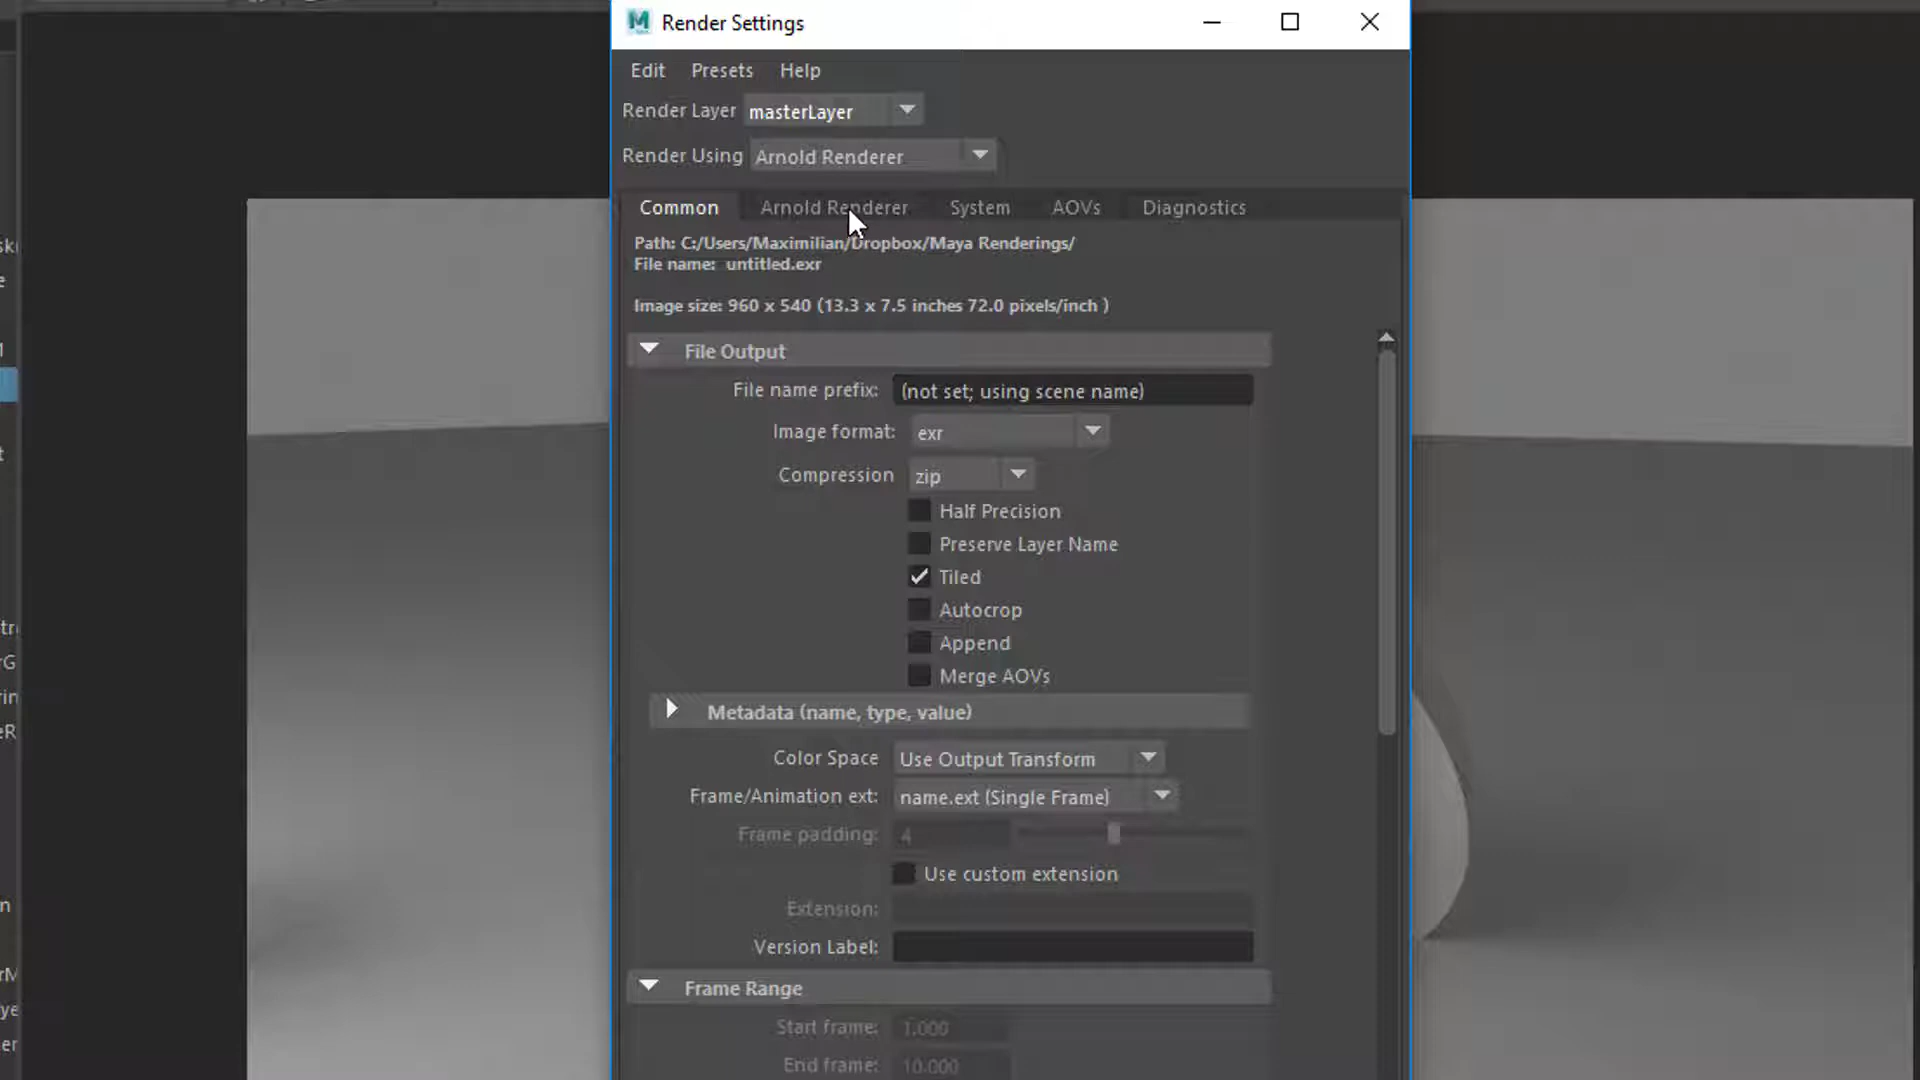 Render Settings
Edit Presets Help
Render Layer masterLayer
Render Using Arnold Renderer
Common Arnold Renderer System AOVs Diagnostics
Path: C:/Users/Maximilian/Dropbox/Maya Renderings/
File name: untitled.exr
Image size: 960 x 540 (13.3 x 7.5 inches 72.0 pixels/inch )
File Output
File name prefix: (not set; using scene name)
Image format: exr
Compression zip
Half Precision
Preserve Layer Name
Tiled
Autocrop
Append
Merge AOVs
Metadata (name, type, value)
Color Space Use Output Transform
Frame/Animation ext: name.ext (Single Frame)
Frame padding: 4
Use custom extension
Extension:
Version Label:
Frame Range
Start frame: 1.000
End frame: 10.000